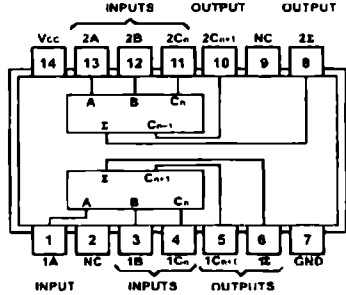 INPUTS OUTPUT OUTPUT
Vcc 2A 2B 2Cn 2Cn+1 NC 2Σ
14 13 12 11 10 9 8
A B Cn
Σ Cn+1
Σ Cn+1
A B Cn
1 2 3 4 5 6 7
1A NC 1B 1Cn 1Cn+1 1Σ GND
INPUT INPUTS OUTPUTS